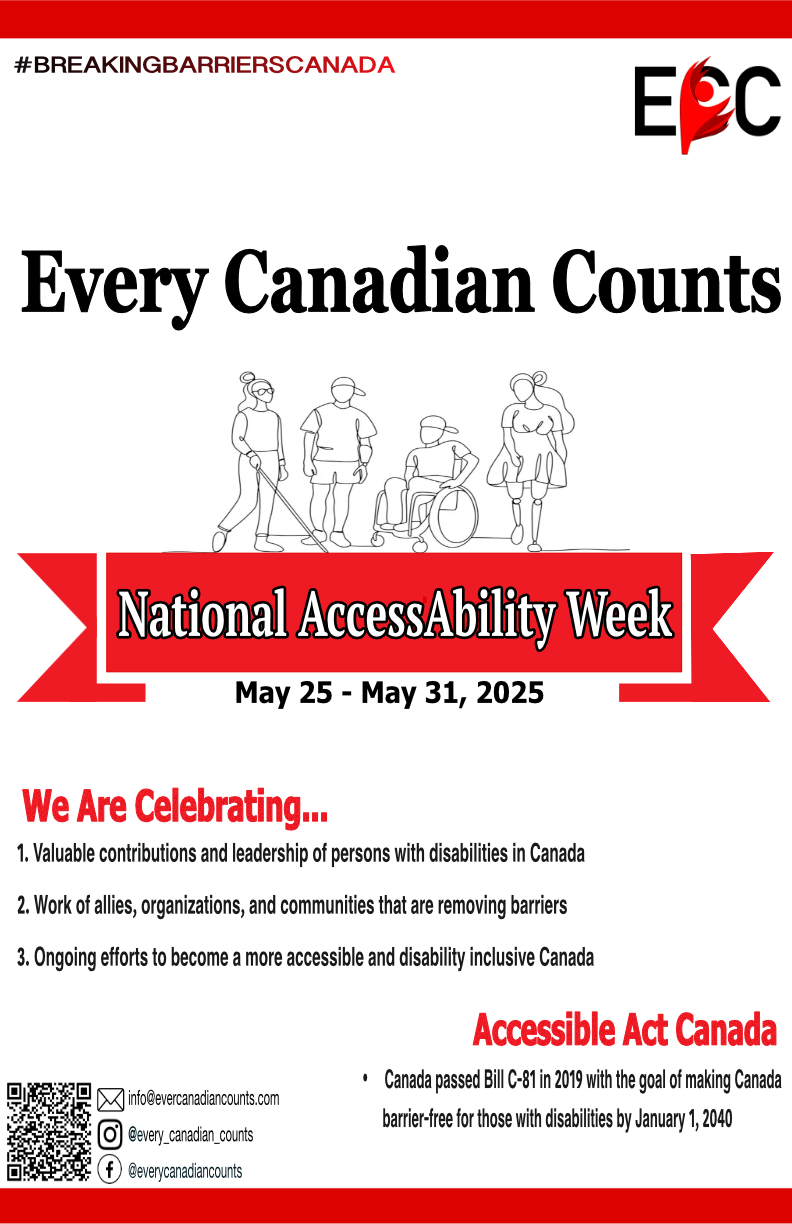 #BREAKINGBARRIERSCANADA
ECC
Every Canadian Counts
National AccessAbility Week
May 25 - May 31, 2025
We Are Celebrating...
1. Valuable contributions and leadership of persons with disabilities in Canada
2. Work of allies, organizations, and communities that are removing barriers
3. Ongoing efforts to become a more accessible and disability inclusive Canada
Accessible Act Canada
• Canada passed Bill C-81 in 2019 with the goal of making Canada
barrier-free for those with disabilities by January 1, 2040
info@evercanadiancounts.com
@every_canadian_counts
@everycanadiancounts